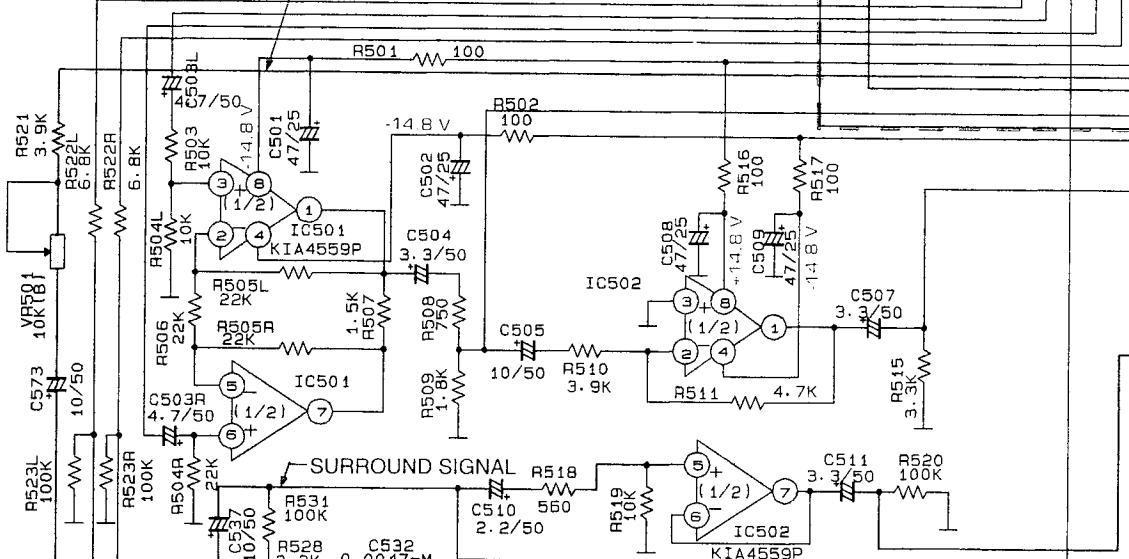 R501
100
C503L
4.7/50
R521
3.9K
R522L
6.8K
R522R
6.8K
R503
10K
-14.8 V
C501
47/25
R502
100
-14.8 V
C502
47/25
R516
100
R517
100
3
8
+
(1/2)
1
2
4
IC501
KIA4559P
R504L
10K
C504
3.3/50
C508
47/25
+14.8 V
C509
47/25
-14.8 V
VR501
10K(B)
R505L
22K
R506
22K
R505R
22K
1.5K
R507
R508
750
IC502
3
8
(1/2)
1
2
4
C507
3.3/50
C505
10/50
R510
3.9K
R509
1.8K
R511
4.7K
R515
3.3K
C573
10/50
C503R
4.7/50
5
IC501
-
(1/2)
7
6
+
R523L
100K
R523R
100K
R504R
22K
SURROUND SIGNAL
R531
100K
C537
10/50
R528
C532
C510
2.2/50
R518
560
R519
10K
5
+
(1/2)
7
6
-
IC502
KIA4559P
C511
3.3/50
R520
100K